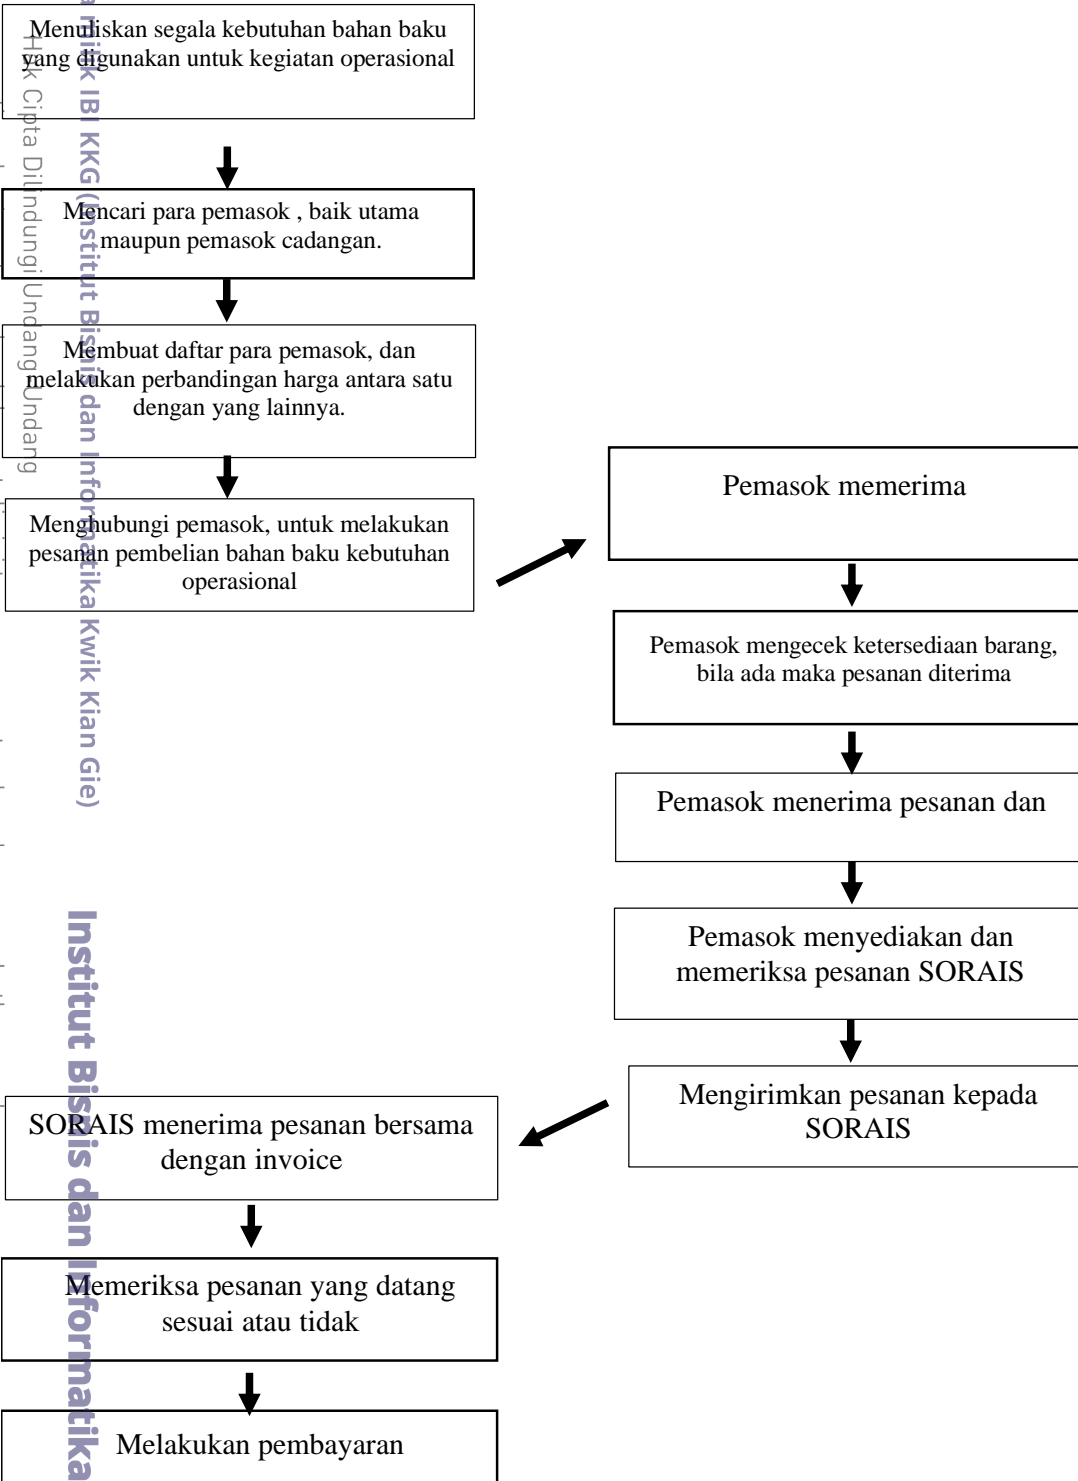 Menuliskan segala kebutuhan bahan baku
yang digunakan untuk kegiatan operasional
Mencari para pemasok , baik utama
maupun pemasok cadangan.
Membuat daftar para pemasok, dan
melakukan perbandingan harga antara satu
dengan yang lainnya.
Menghubungi pemasok, untuk melakukan
pesanan pembelian bahan baku kebutuhan
operasional
Pemasok memerima
Pemasok mengecek ketersediaan barang,
bila ada maka pesanan diterima
Pemasok menerima pesanan dan
Pemasok menyediakan dan
memeriksa pesanan SORAIS
Mengirimkan pesanan kepada
SORAIS
SORAIS menerima pesanan bersama
dengan invoice
Memeriksa pesanan yang datang
sesuai atau tidak
Melakukan pembayaran
Hak Cipta Dilindungi Undang-Undang
milik IBI KKG (Institut Bisnis dan Informatika Kwik Kian Gie)
Institut Bisnis dan Informatika